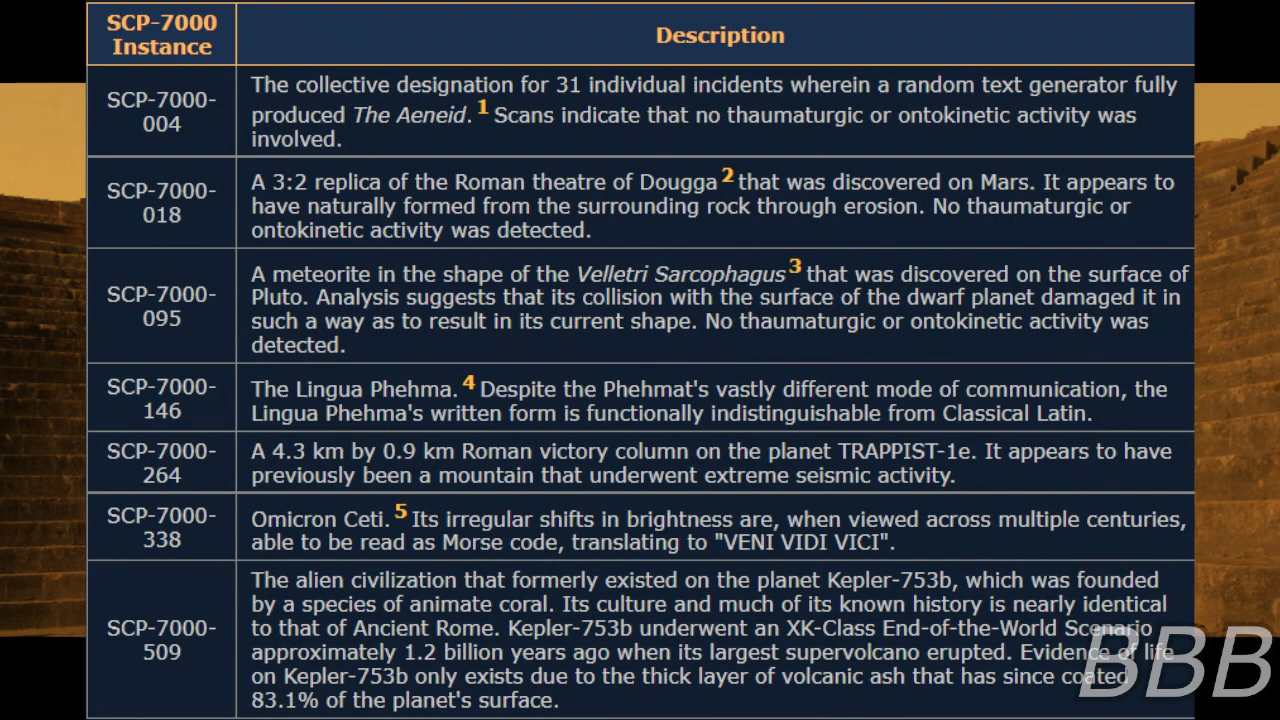 SCP-7000 Instance
Description
SCP-7000-004
The collective designation for 31 individual incidents wherein a random text generator fully
produced The Aeneid.1 Scans indicate that no thaumaturgic or ontokinetic activity was
involved.
SCP-7000-018
A 3:2 replica of the Roman theatre of Dougga2 that was discovered on Mars. It appears to
have naturally formed from the surrounding rock through erosion. No thaumaturgic or
ontokinetic activity was detected.
SCP-7000-095
A meteorite in the shape of the Velletri Sarcophagus3 that was discovered on the surface of
Pluto. Analysis suggests that its collision with the surface of the dwarf planet damaged it in
such a way as to result in its current shape. No thaumaturgic or ontokinetic activity was
detected.
SCP-7000-146
The Lingua Phehma.4 Despite the Phehmat's vastly different mode of communication, the
Lingua Phehma's written form is functionally indistinguishable from Classical Latin.
SCP-7000-264
A 4.3 km by 0.9 km Roman victory column on the planet TRAPPIST-1e. It appears to have
previously been a mountain that underwent extreme seismic activity.
SCP-7000-338
Omicron Ceti.5 Its irregular shifts in brightness are, when viewed across multiple centuries,
able to be read as Morse code, translating to "VENI VIDI VICI".
SCP-7000-509
The alien civilization that formerly existed on the planet Kepler-753b, which was founded
by a species of animate coral. Its culture and much of its known history is nearly identical
to that of Ancient Rome. Kepler-753b underwent an XK-Class End-of-the-World Scenario
approximately 1.2 billion years ago when its largest supervolcano erupted. Evidence of life
on Kepler-753b only exists due to the thick layer of volcanic ash that has since coated
83.1% of the planet's surface.
BBB